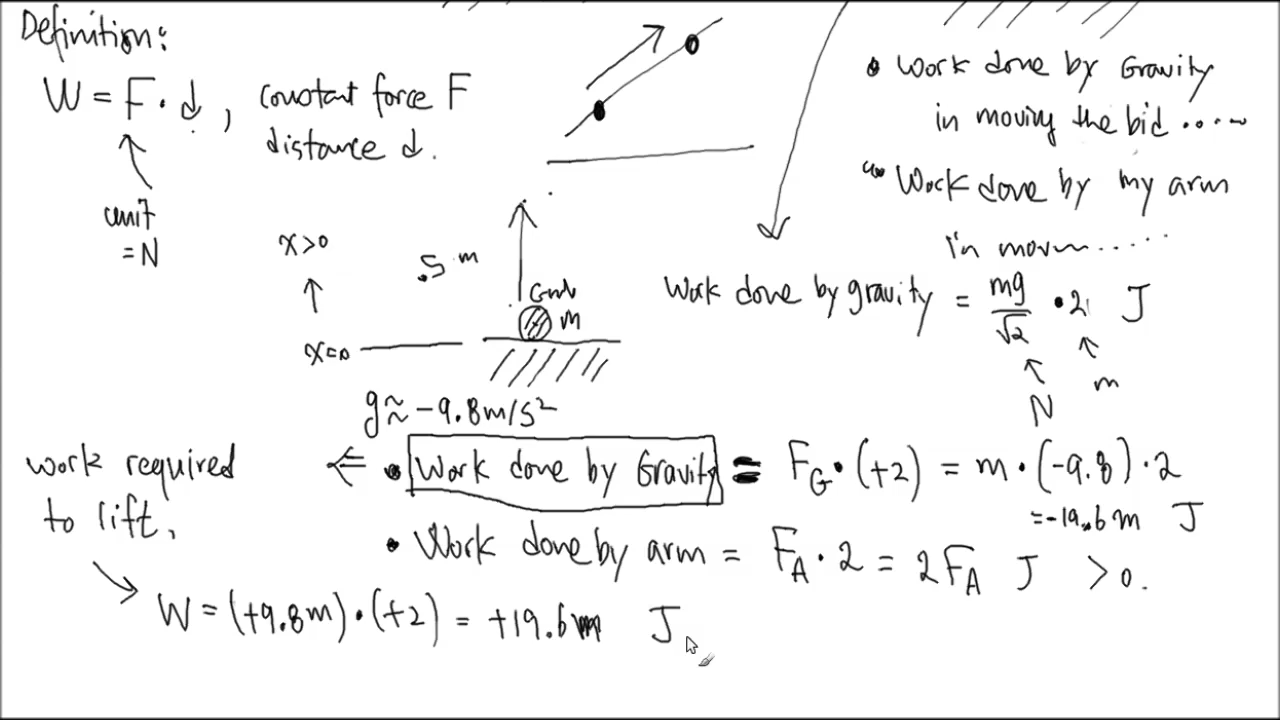 Definition:
W = F · d , constant force F
distance d.
unit
= N
x>0
x=0
.5 m
m
g ≈ -9.8 m/s²
• Work done by Gravity
in moving the bid .....
Work done by my arm
in movm.....
Work done by gravity = mg/√2 · 2 J
N
m
work required
to lift,
⇐ • Work done by Gravity = F_G · (+2) = m · (-9.8) · 2
= -19.6 m J
• Work done by arm = F_A · 2 = 2F_A J > 0.
W = (+9.8m) · (+2) = +19.6m J